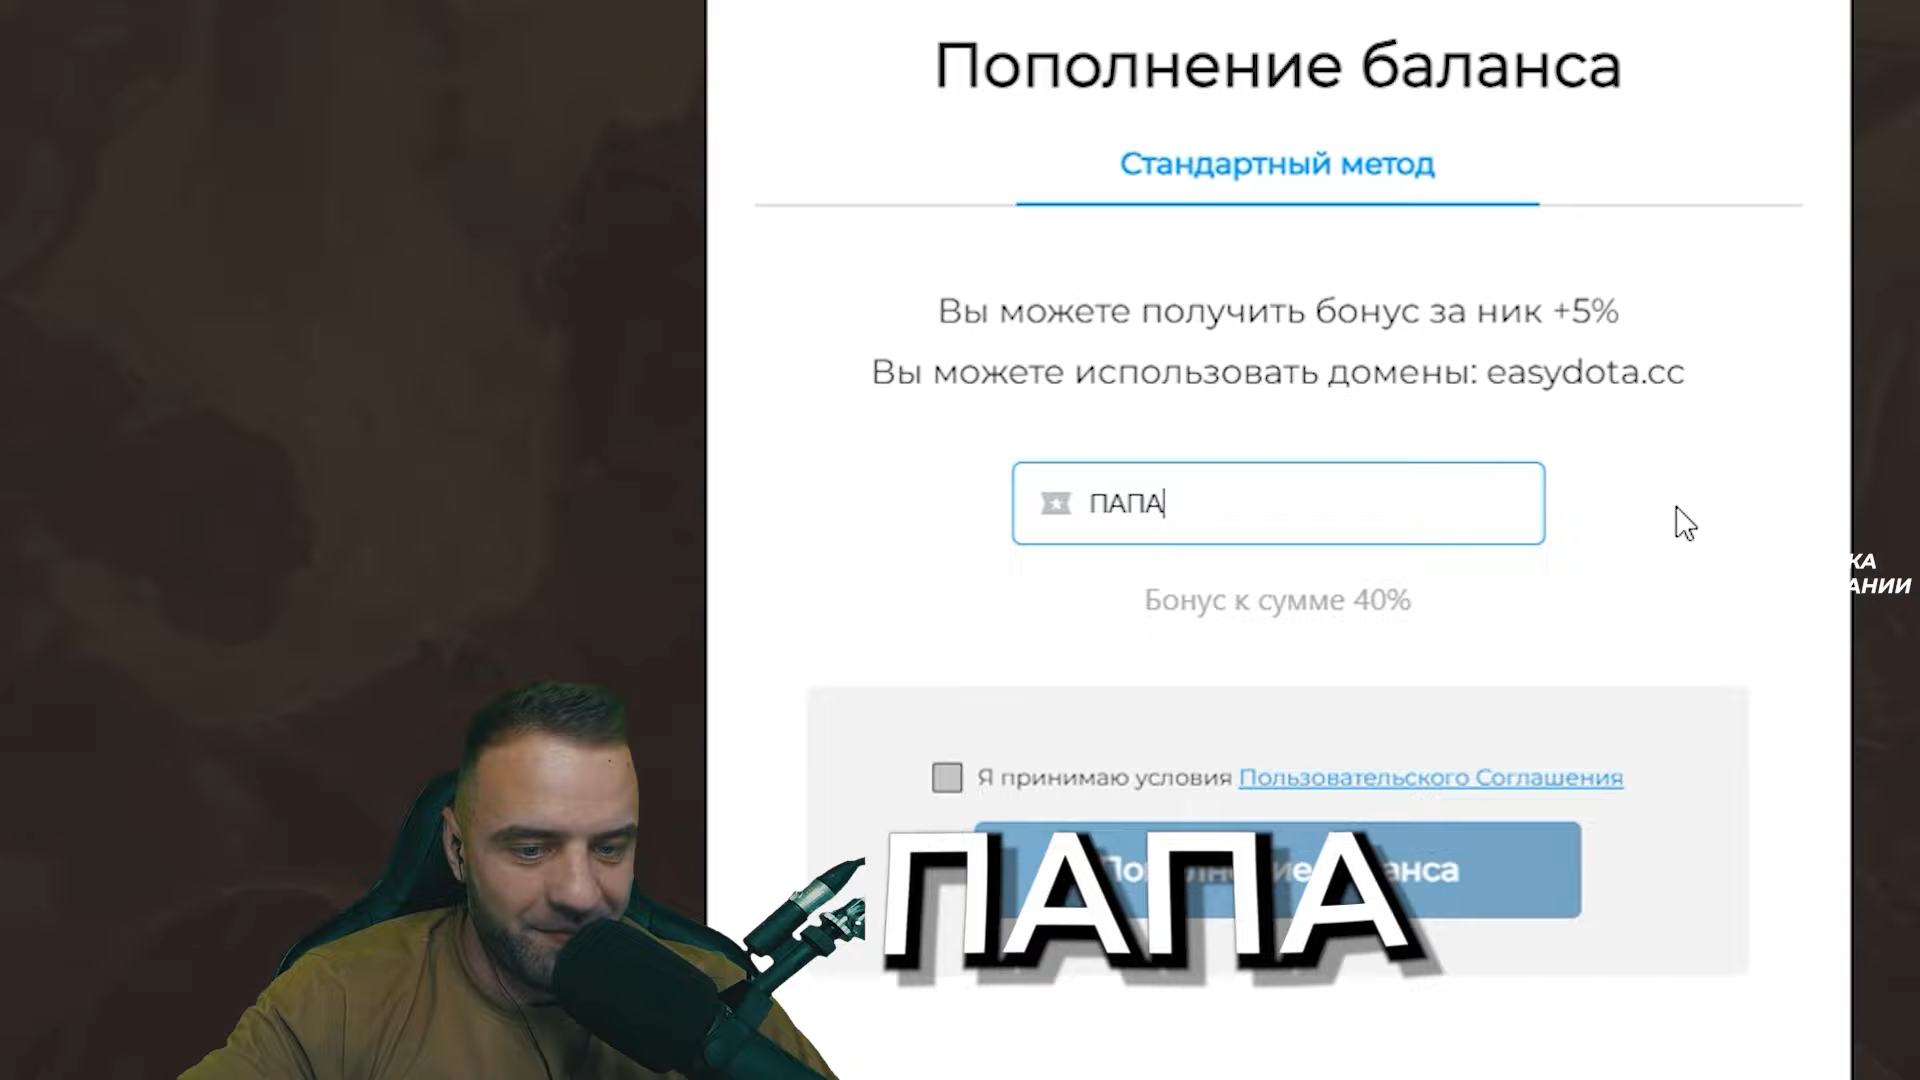 Пополнение баланса
Стандартный метод
Вы можете получить бонус за ник +5%
Вы можете использовать домены: easydota.cc
ПАПА
Бонус к сумме 40%
Я принимаю условия Пользовательского Соглашения
ПАПА